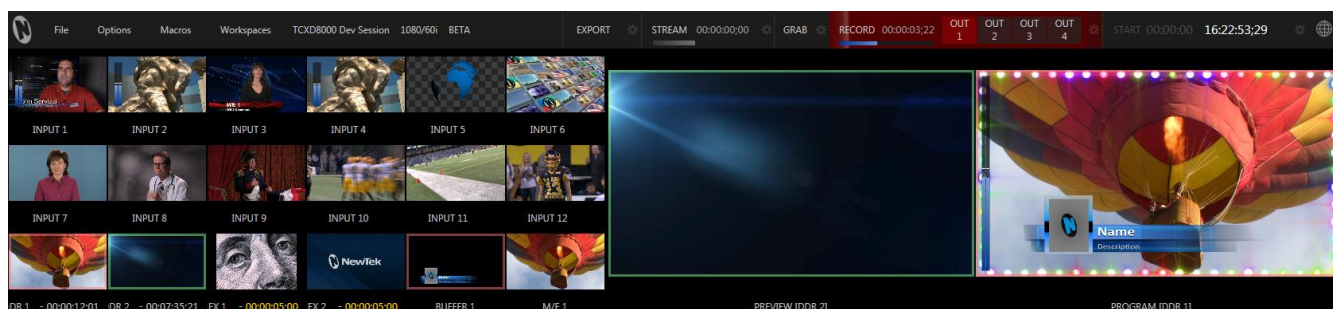 File Options Macros Workspaces TCXD8000 Dev Session 1080/60i BETA EXPORT STREAM 00:00:00;00 GRAB RECORD 00:00:03;22 OUT 1 OUT 2 OUT 3 OUT 4 START 00:00:00 16:22:53;29
INPUT 1 INPUT 2 INPUT 3 INPUT 4 INPUT 5 INPUT 6
INPUT 7 INPUT 8 INPUT 9 INPUT 10 INPUT 11 INPUT 12
NewTek
Name
Description
DR 1 - 00:00:12:01 DR 2 - 00:07:35:21 FX 1 - 00:00:05:00 FX 2 - 00:00:05:00 BUFFER 1 M/E 1 PREVIEW [DDR 2] PROGRAM [DDR 1]